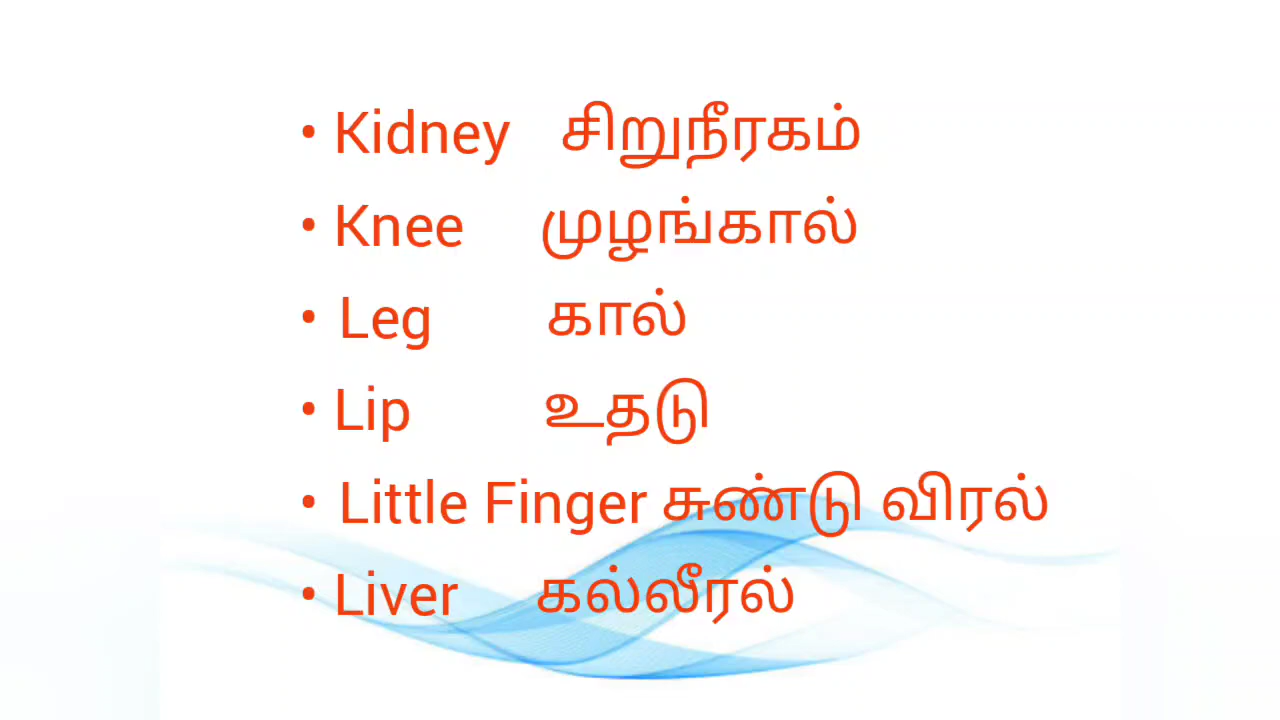 • Kidney சிறுநீரகம்
• Knee முழங்கால்
• Leg கால்
• Lip உதடு
• Little Finger சுண்டு விரல்
• Liver கல்லீரல்